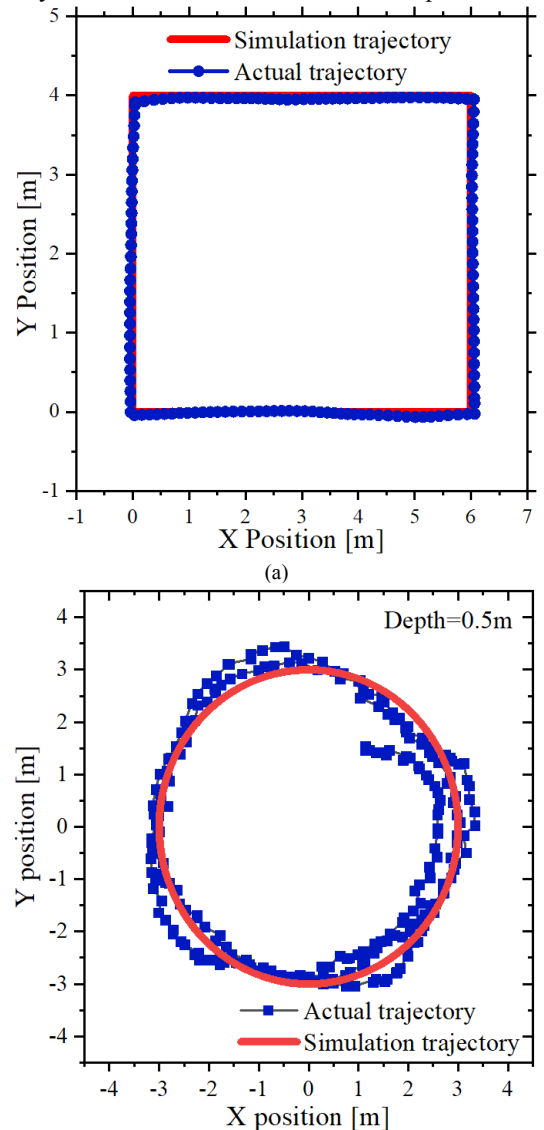 5
Simulation trajectory
Actual trajectory
4
3
2
1
0
-1
Y Position [m]
-1 0 1 2 3 4 5 6 7
X Position [m]
(a)
Depth=0.5m
4
3
2
1
0
-1
-2
-3
-4
Y position [m]
Actual trajectory
Simulation trajectory
-4 -3 -2 -1 0 1 2 3 4
X position [m]